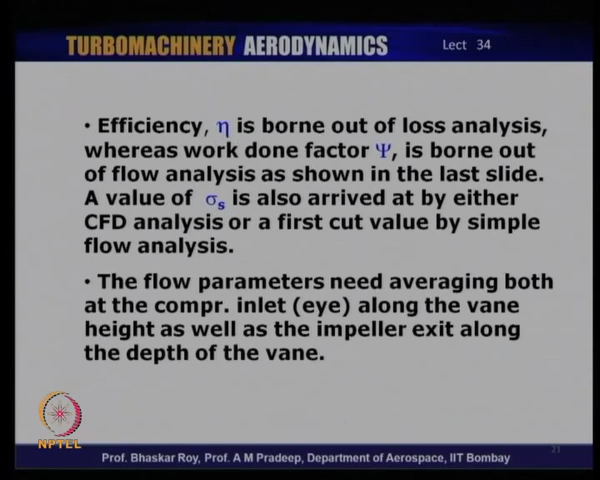 TURBOMACHINERY AERODYNAMICS Lect 34
• Efficiency, η is borne out of loss analysis,
whereas work done factor Ψ, is borne out
of flow analysis as shown in the last slide.
A value of σs is also arrived at by either
CFD analysis or a first cut value by simple
flow analysis.
• The flow parameters need averaging both
at the compr. inlet (eye) along the vane
height as well as the impeller exit along
the depth of the vane.
NPTEL
21
Prof. Bhaskar Roy, Prof. A M Pradeep, Department of Aerospace, IIT Bombay